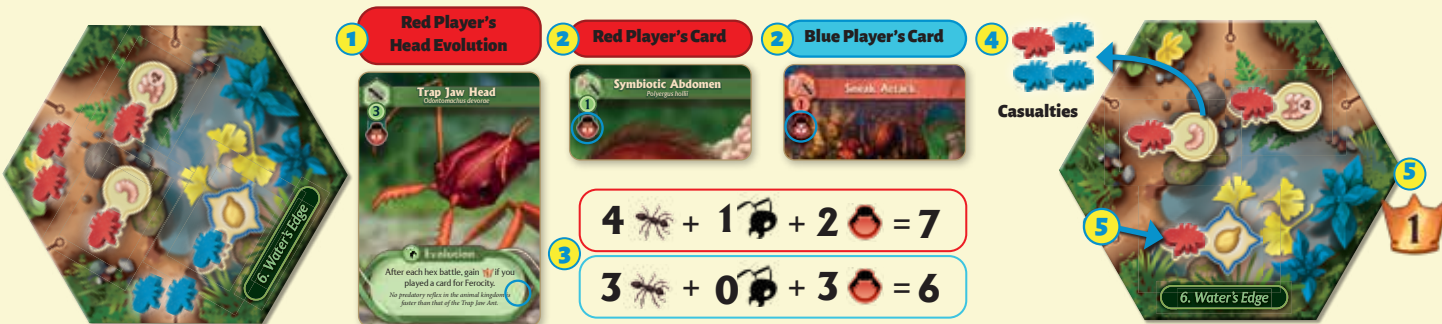 6. Water's Edge
1
Red Player's
Head Evolution
2
Red Player's Card
2
Blue Player's Card
4
Casualties
Trap Jaw Head
Odontomachus devorae
3
Evolution
After each hex battle, gain if you
played a card for Ferocity.
No predatory reflex in the animal kingdom is
faster than that of the Trap Jaw Ant.
Symbiotic Abdomen
Polyergus
1
Sneak Attack
1
3
4 + 1 + 2 = 7
3 + 0 + 3 = 6
5
5
1
6. Water's Edge